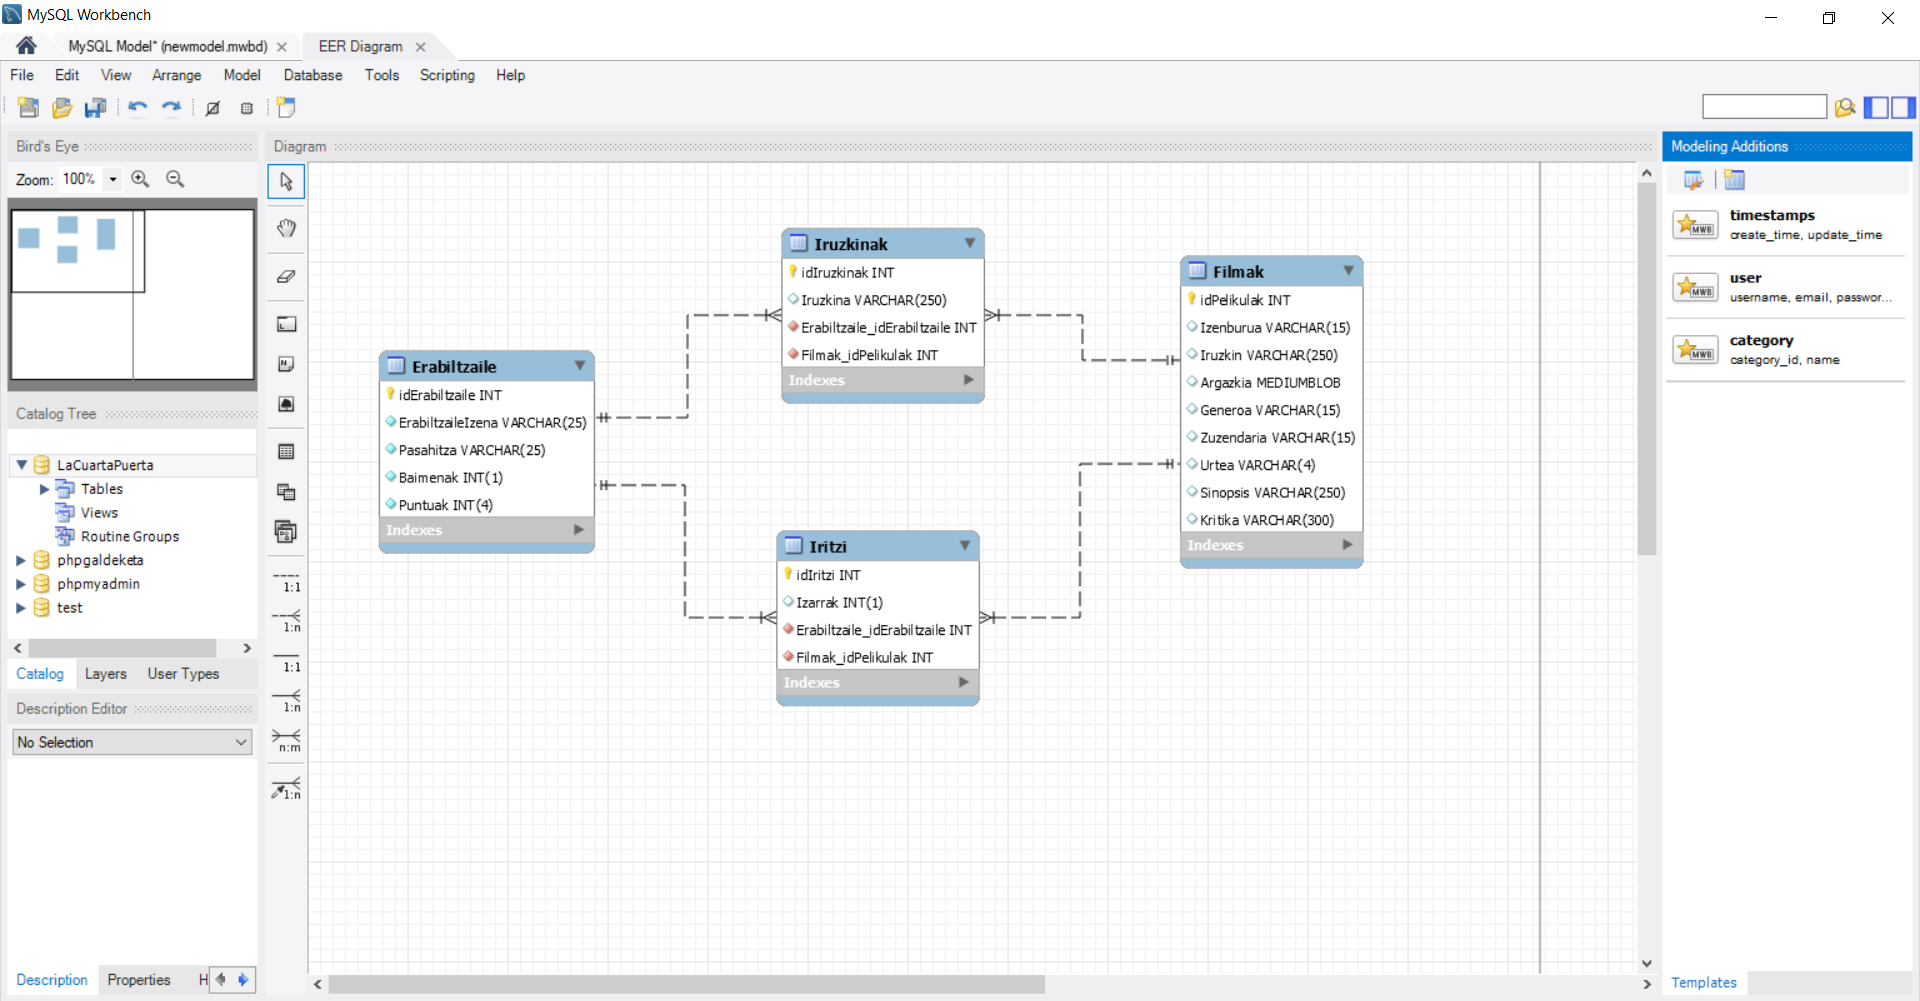 MySQL Workbench
MySQL Model* (newmodel.mwbd)
EER Diagram
File Edit View Arrange Model Database Tools Scripting Help
Bird's Eye
Zoom: 100%
Catalog Tree
LaCuartaPuerta
Tables
Views
Routine Groups
phpgaldeketa
phpmyadmin
test
Catalog Layers User Types
Description Editor
No Selection
Description Properties H
Diagram
1:1
1:n
1:1
1:n
n:m
1:n
Erabiltzaile
idErabiltzaile INT
ErabiltzaileIzena VARCHAR(25)
Pasahitza VARCHAR(25)
Baimenak INT(1)
Puntuak INT(4)
Indexes
Iruzkinak
idIruzkinak INT
Iruzkina VARCHAR(250)
Erabiltzaile_idErabiltzaile INT
Filmak_idPelikulak INT
Indexes
Iritzi
idIritzi INT
Izarrak INT(1)
Erabiltzaile_idErabiltzaile INT
Filmak_idPelikulak INT
Indexes
Filmak
idPelikulak INT
Izenburua VARCHAR(15)
Iruzkin VARCHAR(250)
Argazkia MEDIUMBLOB
Generoa VARCHAR(15)
Zuzendaria VARCHAR(15)
Urtea VARCHAR(4)
Sinopsis VARCHAR(250)
Kritika VARCHAR(300)
Indexes
Modeling Additions
MWB
timestamps
create_time, update_time
MWB
user
username, email, passwor...
MWB
category
category_id, name
Templates